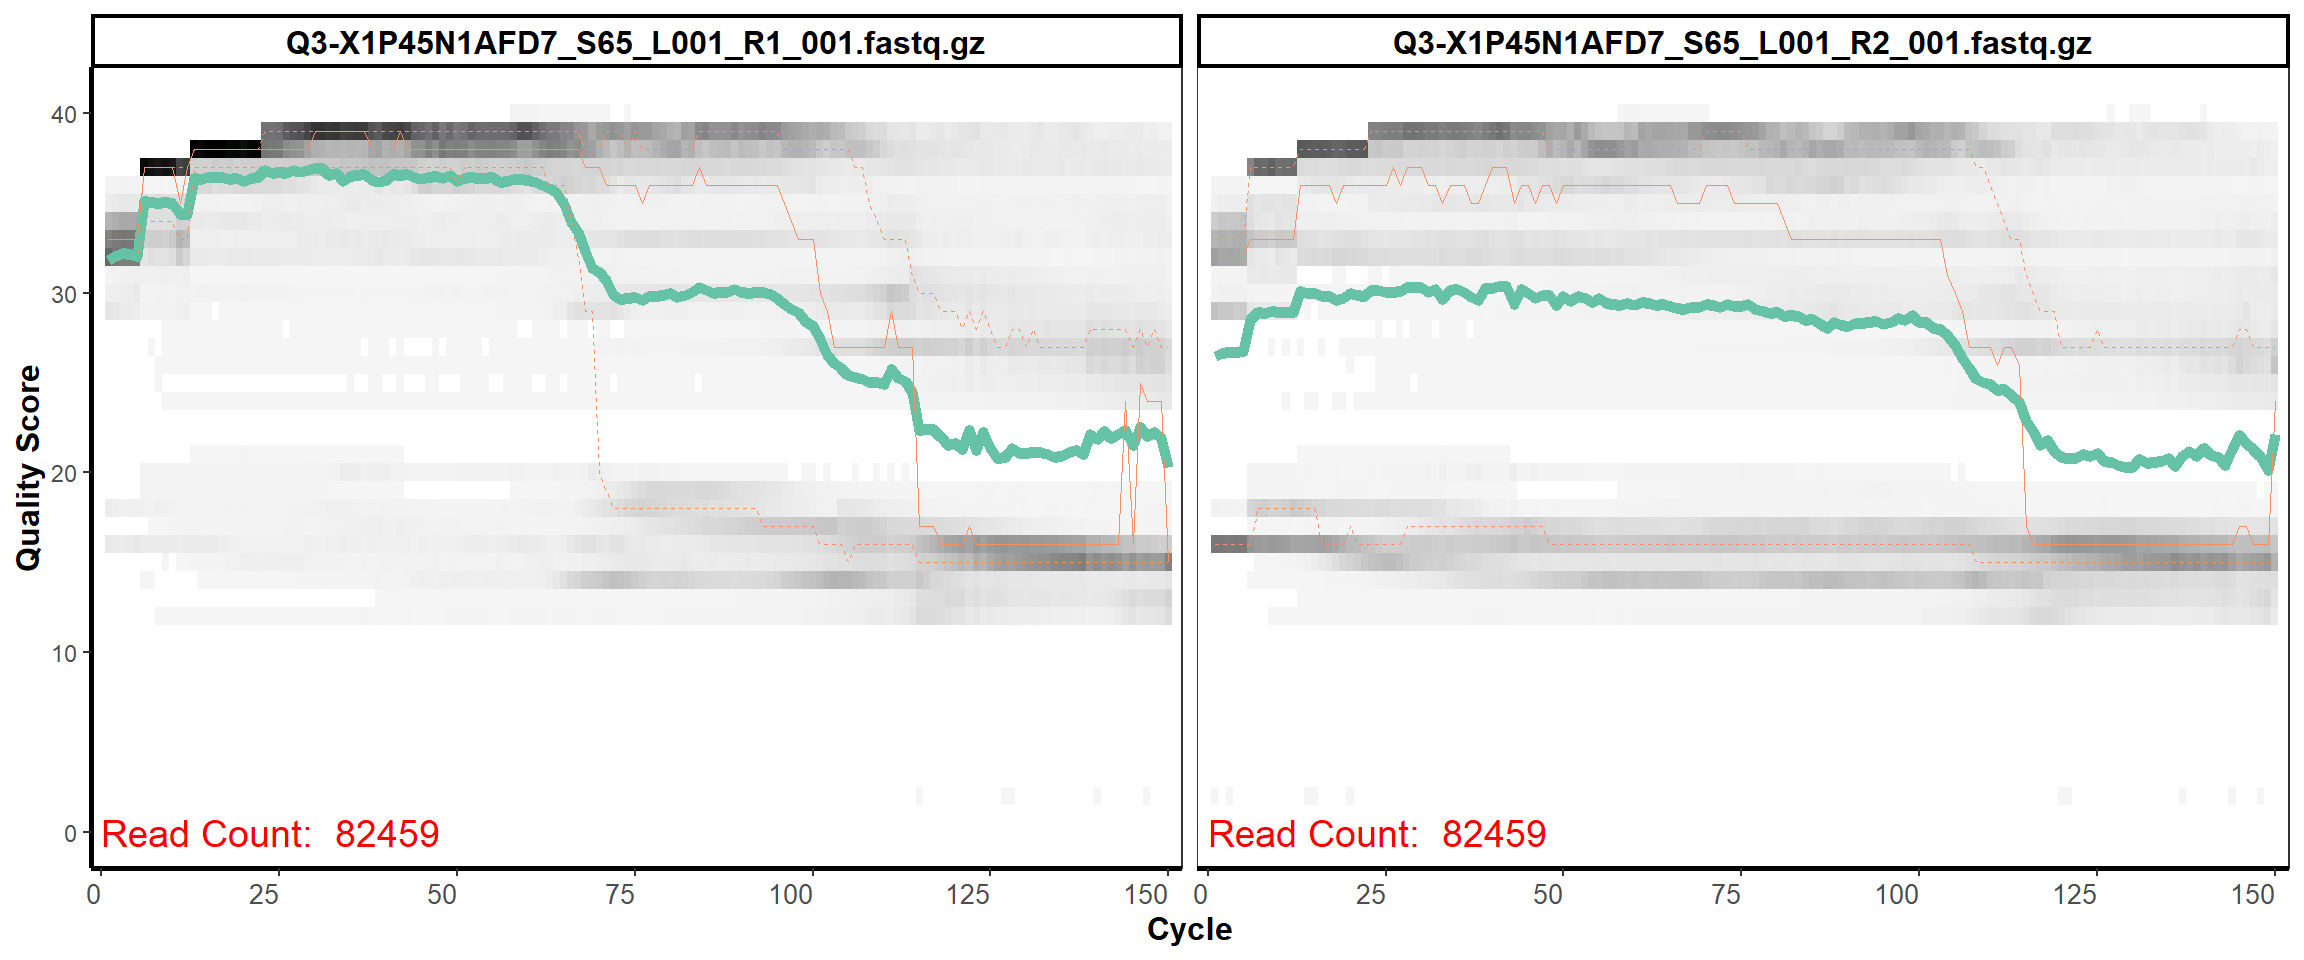 Q3-X1P45N1AFD7_S65_L001_R1_001.fastq.gz
Q3-X1P45N1AFD7_S65_L001_R2_001.fastq.gz
Quality Score
40
30
20
10
0
Read Count: 82459
Read Count: 82459
0 25 50 75 100 125 150
0 25 50 75 100 125 150
Cycle